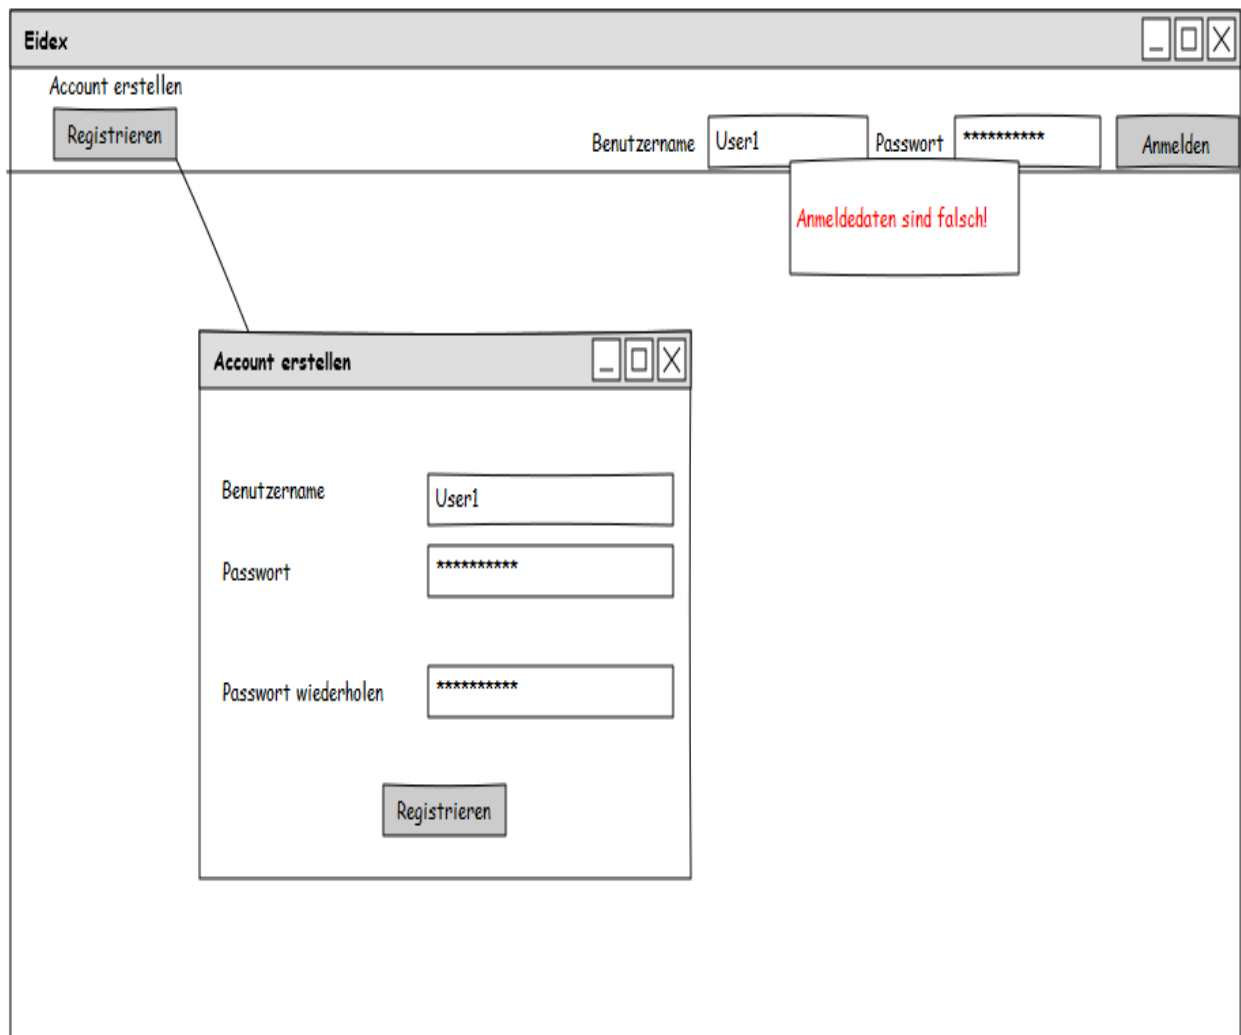 Eidex
Account erstellen
Registrieren
Benutzername User1 Passwort ********** Anmelden
Anmeldedaten sind falsch!
Account erstellen
Benutzername User1
Passwort **********
Passwort wiederholen **********
Registrieren